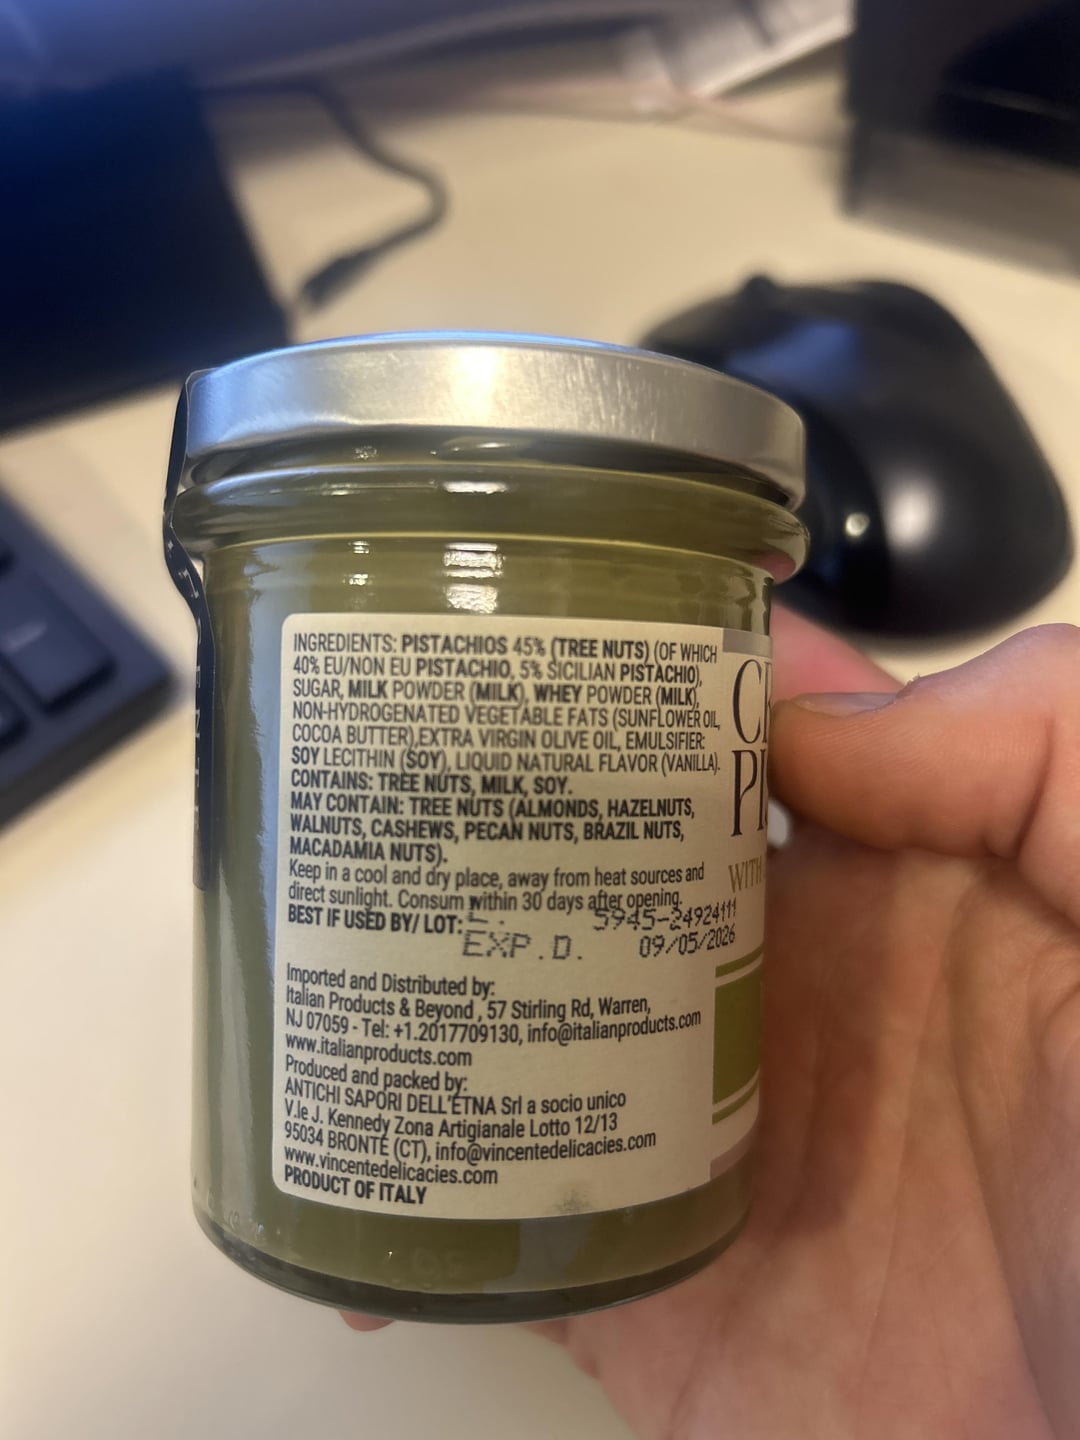 INGREDIENTS: PISTACHIOS 45% (TREE NUTS) (OF WHICH
40% EU/NON EU PISTACHIO, 5% SICILIAN PISTACHIO),
SUGAR, MILK POWDER (MILK), WHEY POWDER (MILK),
NON-HYDROGENATED VEGETABLE FATS (SUNFLOWER OIL,
COCOA BUTTER),EXTRA VIRGIN OLIVE OIL, EMULSIFIER:
SOY LECITHIN (SOY), LIQUID NATURAL FLAVOR (VANILLA).
CONTAINS: TREE NUTS, MILK, SOY.
MAY CONTAIN: TREE NUTS (ALMONDS, HAZELNUTS,
WALNUTS, CASHEWS, PECAN NUTS, BRAZIL NUTS,
MACADAMIA NUTS).
Keep in a cool and dry place, away from heat sources and
direct sunlight. Consum within 30 days after opening.
BEST IF USED BY/ LOT: L. 5945-24924111
EXP.D. 09/05/2026
Imported and Distributed by:
Italian Products & Beyond , 57 Stirling Rd, Warren,
NJ 07059 - Tel: +1.2017709130, info@italianproducts.com
www.italianproducts.com
Produced and packed by:
ANTICHI SAPORI DELL'ETNA Srl a socio unico
V.le J. Kennedy Zona Artigianale Lotto 12/13
95034 BRONTE (CT), info@vincentedelicacies.com
www.vincentedelicacies.com
PRODUCT OF ITALY
WITH